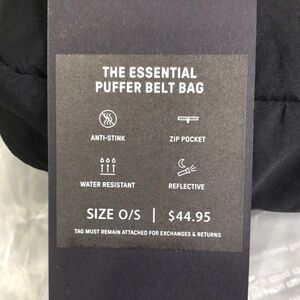 THE ESSENTIAL
PUFFER BELT BAG
ANTI-STINK
ZIP POCKET
WATER RESISTANT
REFLECTIVE
SIZE O/S | $44.95
TAG MUST REMAIN ATTACHED FOR EXCHANGES & RETURNS